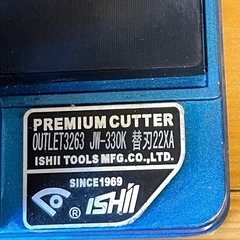 PREMIUM CUTTER
OUTLET3263 JW-330K 替刃22XA
ISHII TOOLS MFG.CO.,LTD.
SINCE1969
® ISHII